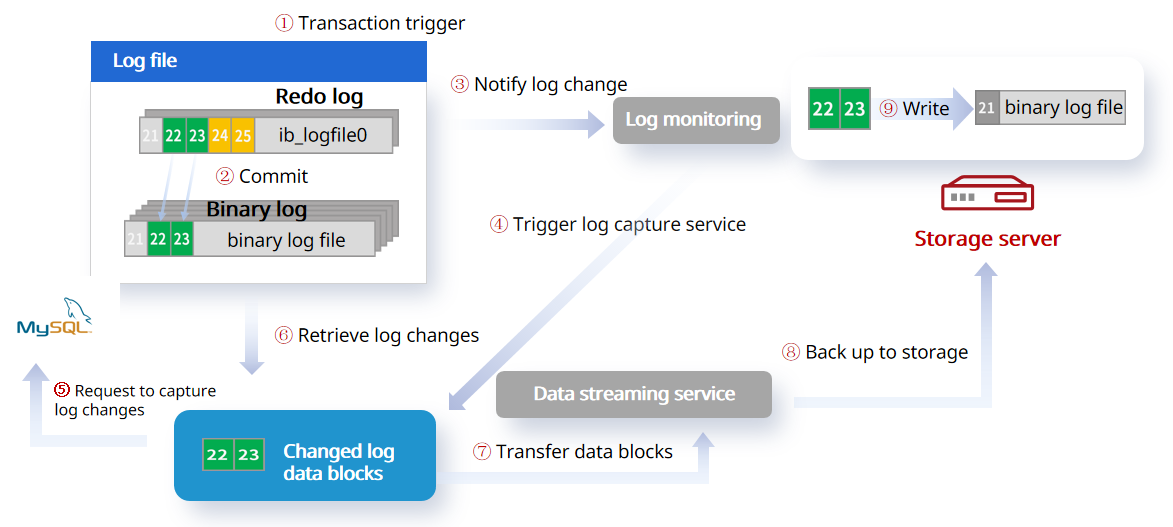 ① Transaction trigger
Log file
Redo log
21 22 23 24 25 ib_logfile0
② Commit
Binary log
21 22 23 binary log file
③ Notify log change
Log monitoring
22 23 ⑨ Write 21 binary log file
④ Trigger log capture service
Storage server
MySQL
⑥ Retrieve log changes
⑧ Back up to storage
⑤ Request to capture
log changes
Data streaming service
22 23 Changed log
data blocks
⑦ Transfer data blocks